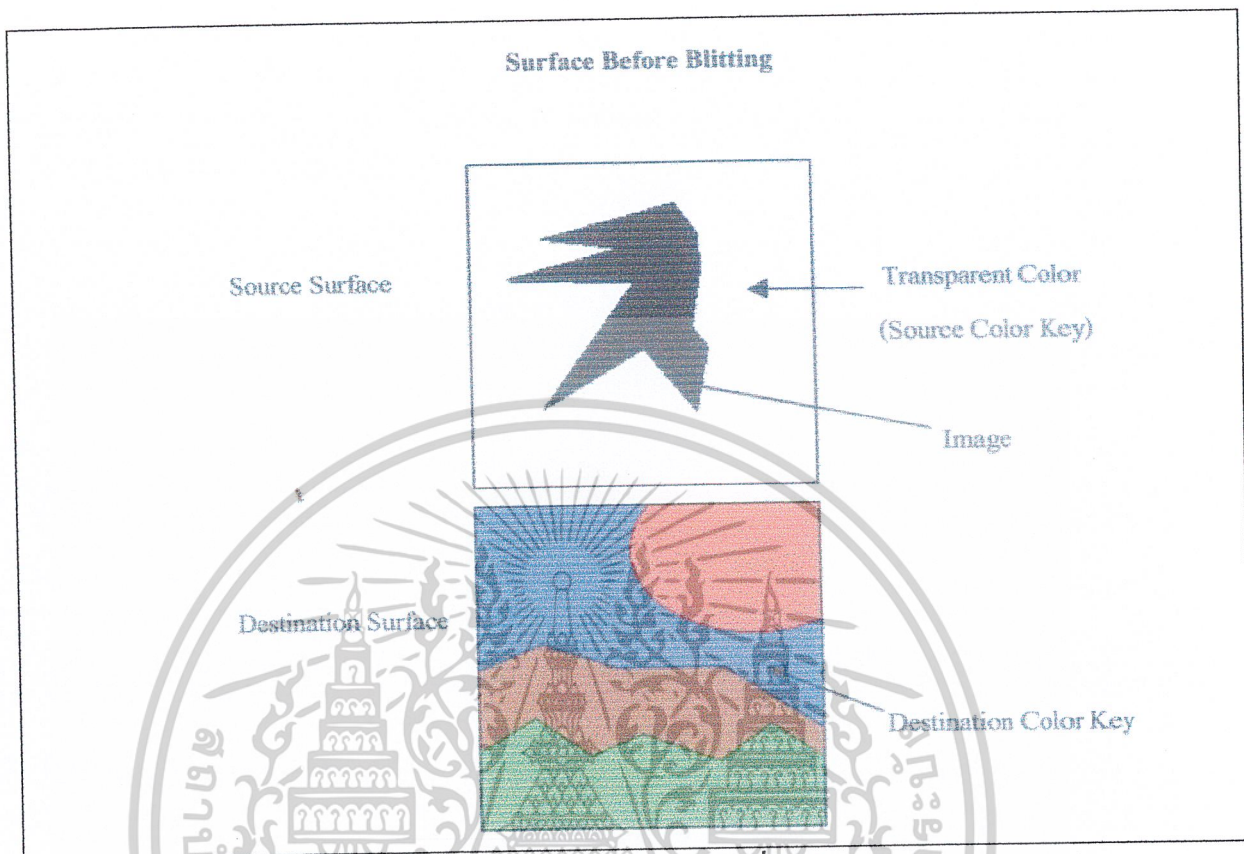 Surface Before Blitting
Source Surface
Transparent Color
(Source Color Key)
Image
Destination Surface
Destination Color Key